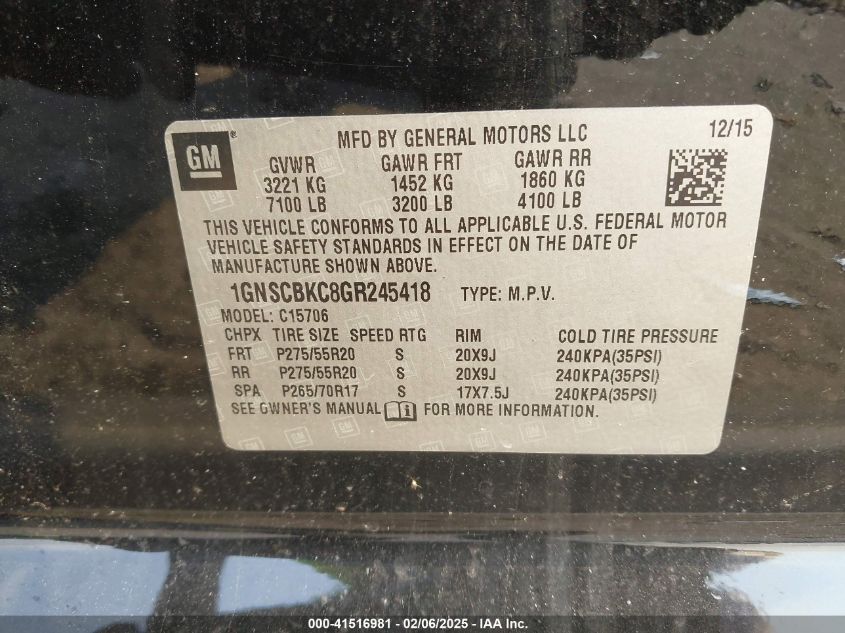 GM ®
MFD BY GENERAL MOTORS LLC
12/15
GVWR GAWR FRT GAWR RR
3221 KG 1452 KG 1860 KG
7100 LB 3200 LB 4100 LB
THIS VEHICLE CONFORMS TO ALL APPLICABLE U.S. FEDERAL MOTOR
VEHICLE SAFETY STANDARDS IN EFFECT ON THE DATE OF
MANUFACTURE SHOWN ABOVE.
1GNSCBKC8GR245418 TYPE: M.P.V.
MODEL: C15706
CHPX TIRE SIZE SPEED RTG RIM COLD TIRE PRESSURE
FRT P275/55R20 S 20X9J 240KPA(35PSI)
RR P275/55R20 S 20X9J 240KPA(35PSI)
SPA P265/70R17 S 17X7.5J 240KPA(35PSI)
SEE OWNER'S MANUAL FOR MORE INFORMATION.
000-41516981 - 02/06/2025 - © IAA, Inc.